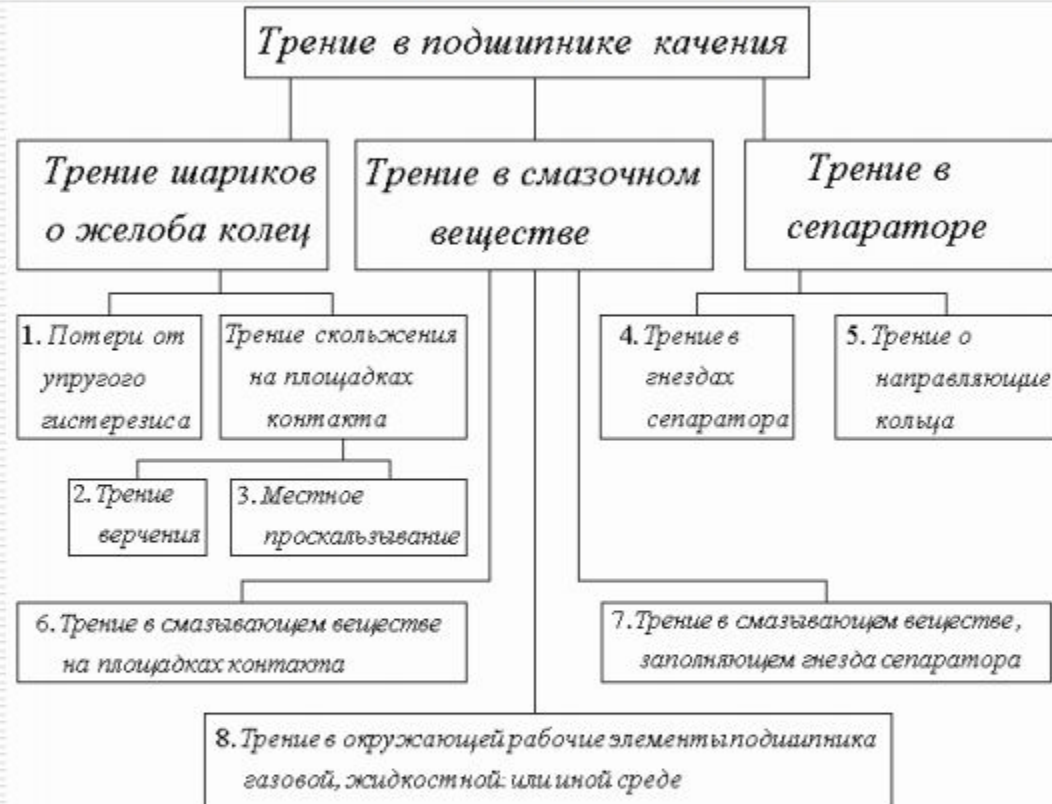 Трение в подшипнике качения
Трение шариков
о желоба колец
Трение в смазочном
веществе
Трение в
сепараторе
1. Потери от
упругого
гистерезиса
Трение скольжения
на площадках
контакта
4. Трение в
гнездах
сепаратора
5. Трение о
направляющие
кольца
2. Трение
верчения
3. Местное
проскальзывание
6. Трение в смазывающем веществе
на площадках контакта
7. Трение в смазывающем веществе,
заполняющем гнезда сепаратора
8. Трение в окружающей рабочие элементы подшипника
газовой, жидкостной или иной среде